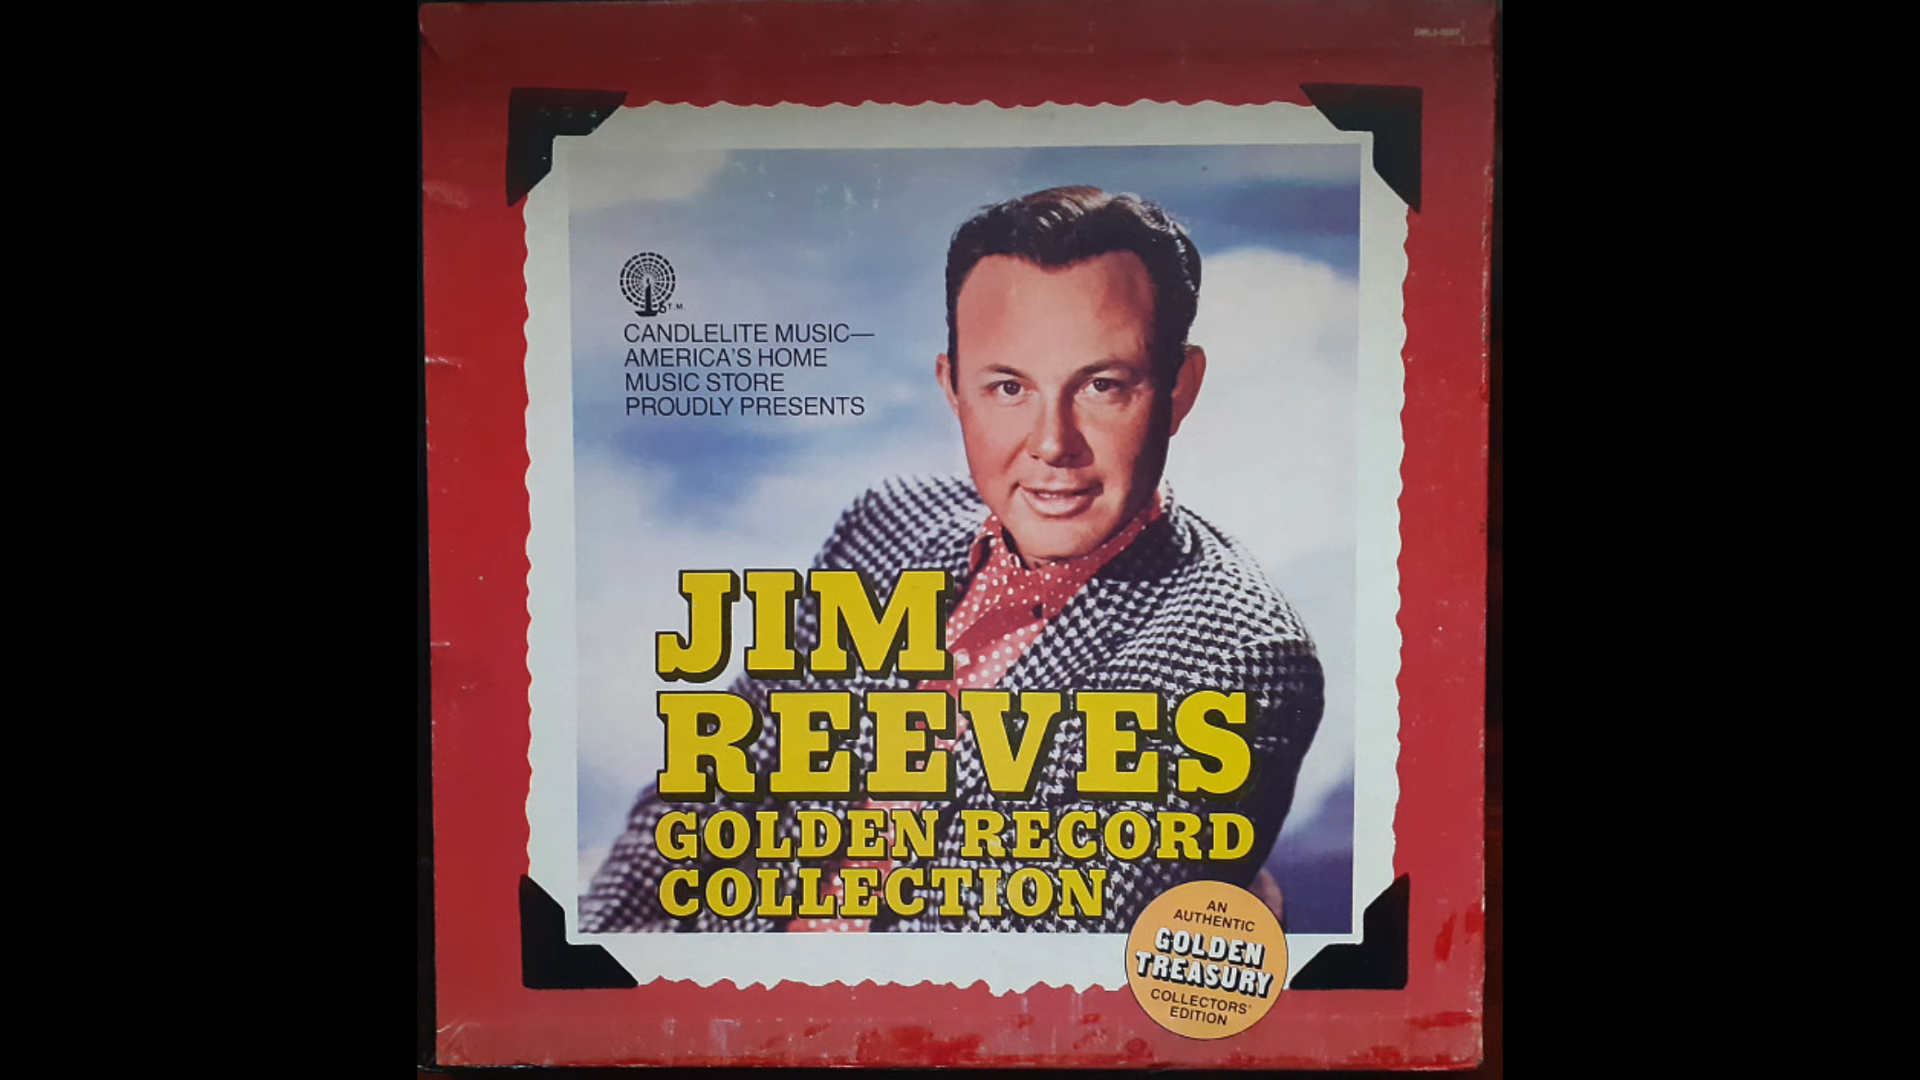 CANDLELITE MUSIC—
AMERICA'S HOME
MUSIC STORE
PROUDLY PRESENTS
JIM
REEVES
GOLDEN RECORD
COLLECTION
AN
AUTHENTIC
GOLDEN
TREASURY
COLLECTORS'
EDITION
T.M.